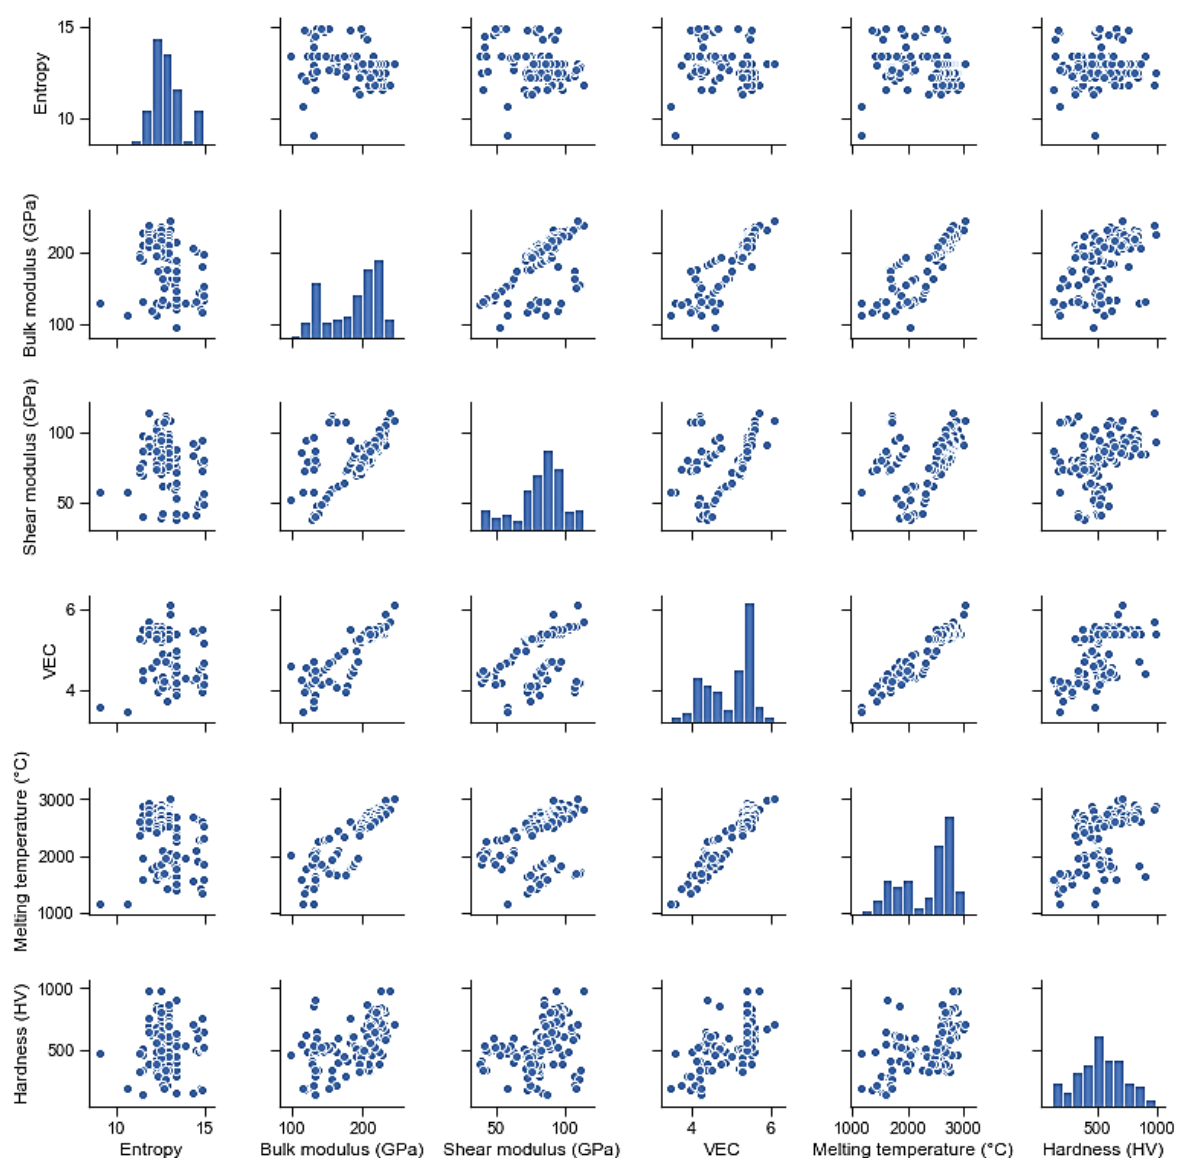 15
10
Entropy
200
100
Bulk modulus (GPa)
100
50
Shear modulus (GPa)
6
4
VEC
3000
2000
1000
Melting temperature (°C)
1000
500
Hardness (HV)
10 15 100 200 50 100 4 6 1000 2000 3000 500 1000
Entropy Bulk modulus (GPa) Shear modulus (GPa) VEC Melting temperature (°C) Hardness (HV)